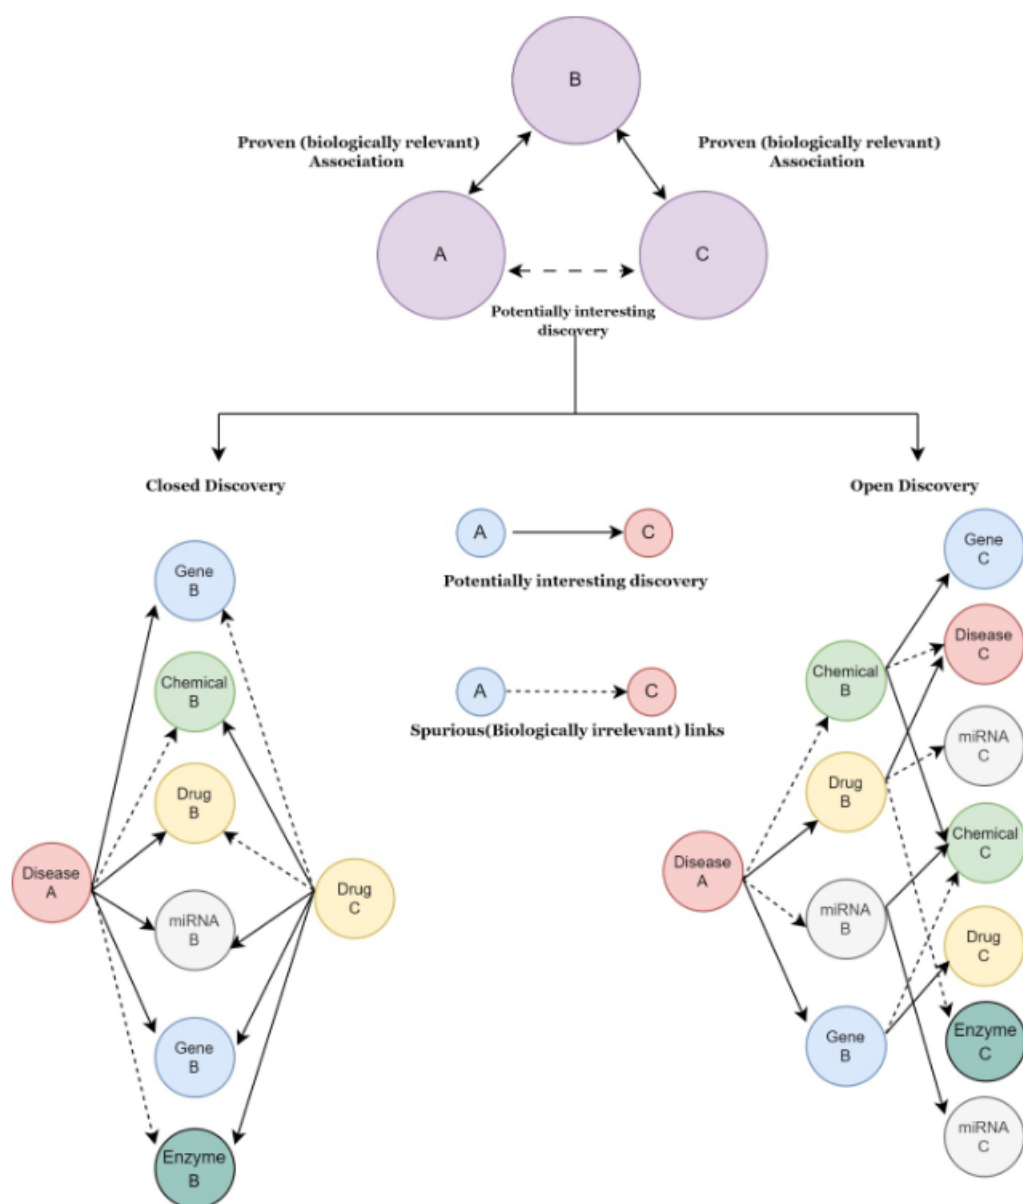 B
Proven (biologically relevant)
Association
Proven (biologically relevant)
Association
A
C
Potentially interesting
discovery
Closed Discovery
Open Discovery
Gene
B
Chemical
B
Drug
B
Disease
A
miRNA
B
Drug
C
Gene
B
Enzyme
B
A
C
Potentially interesting discovery
A
C
Spurious(Biologically irrelevant) links
Disease
A
Chemical
B
Drug
B
miRNA
B
Gene
B
Gene
C
Disease
C
miRNA
C
Chemical
C
Drug
C
Enzyme
C
miRNA
C